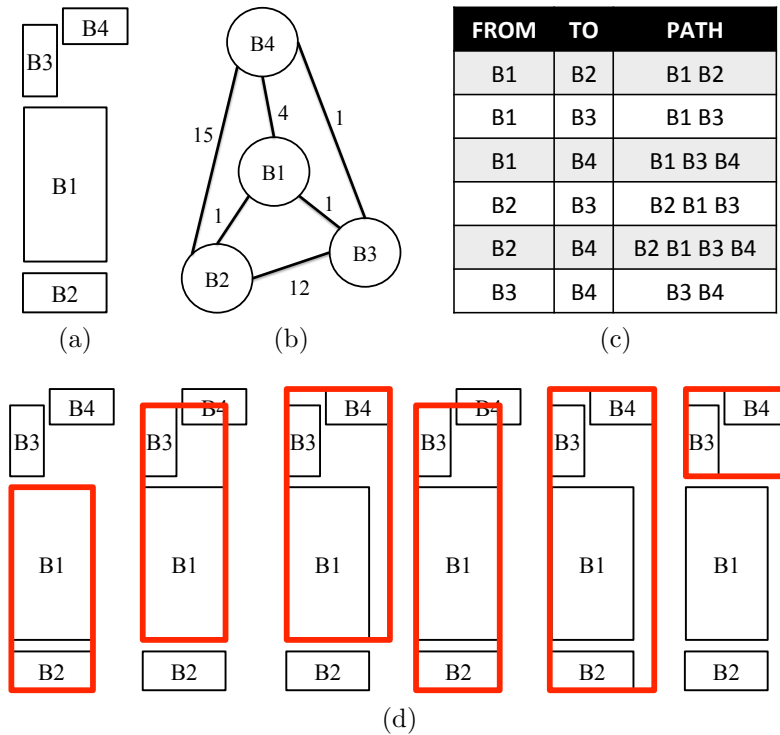 B4
B3
B1
B2
(a)
B4
15
4
1
B1
1
1
B2
B3
12
(b)
FROM TO PATH
B1 B2 B1 B2
B1 B3 B1 B3
B1 B4 B1 B3 B4
B2 B3 B2 B1 B3
B2 B4 B2 B1 B3 B4
B3 B4 B3 B4
(c)
B4 B4 B4 B4 B4 B4
B3 B3 B3 B3 B3 B3
B1 B1 B1 B1 B1 B1
B2 B2 B2 B2 B2 B2
(d)